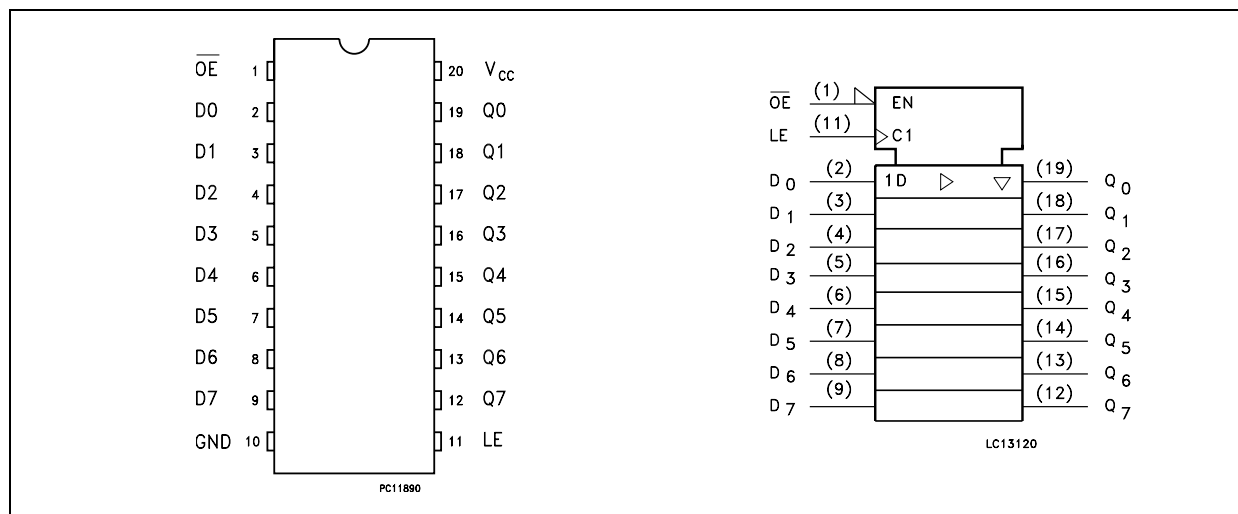 OE 1 20 VCC
D0 2 19 Q0
D1 3 18 Q1
D2 4 17 Q2
D3 5 16 Q3
D4 6 15 Q4
D5 7 14 Q5
D6 8 13 Q6
D7 9 12 Q7
GND 10 11 LE
PC11890
OE (1) EN
LE (11) C1
D0 (2) 1D (19) Q0
D1 (3) (18) Q1
D2 (4) (17) Q2
D3 (5) (16) Q3
D4 (6) (15) Q4
D5 (7) (14) Q5
D6 (8) (13) Q6
D7 (9) (12) Q7
LC13120